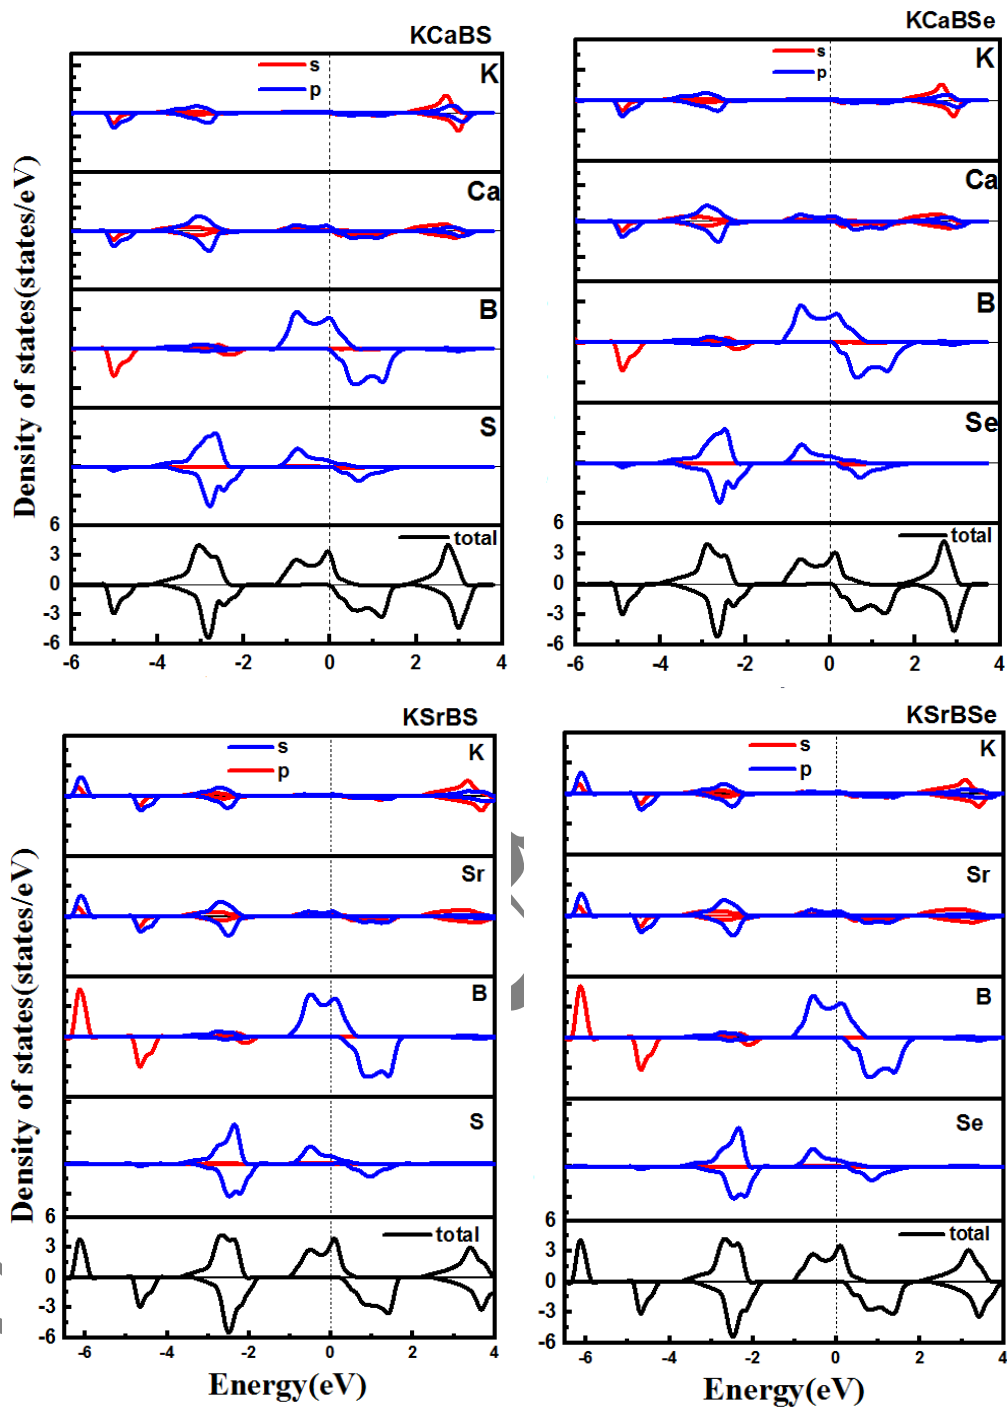 KCaBS
s
p
K
Ca
B
S
total
6
3
0
-3
-6
-6
-4
-2
0
2
4
KCaBSe
s
p
K
Ca
B
Se
total
6
3
0
-3
-6
-6
-4
-2
0
2
4
Density of states(states/eV)
KSrBS
s
p
K
Sr
B
S
total
6
3
0
-3
-6
-6
-4
-2
0
2
4
Energy(eV)
KSrBSe
s
p
K
Sr
B
Se
total
6
3
0
-3
-6
-6
-4
-2
0
2
4
Energy(eV)
Density of states(states/eV)